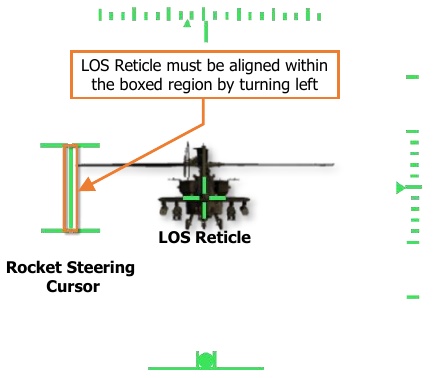 LOS Reticle must be aligned within
the boxed region by turning left
LOS Reticle
Rocket Steering
Cursor